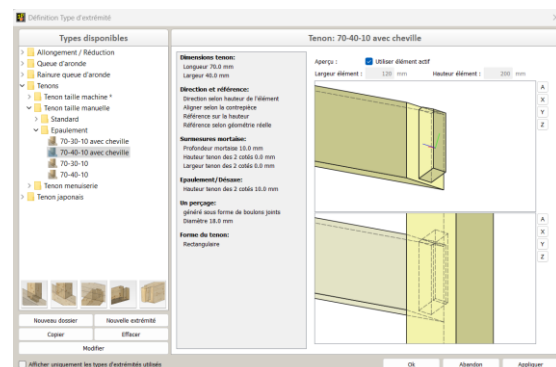 Définition Type d'extrémité
Types disponibles
Allongement / Réduction
Queue d'aronde
Rainure queue d'aronde
Tenons
Tenon taille machine *
Tenon taille manuelle
Standard
Epaulement
70-30-10 avec cheville
70-40-10 avec cheville
70-30-10
70-40-10
Tenon menuiserie
Tenon japonais
Nouveau dossier
Nouvelle extrémité
Copier
Effacer
Modifier
Afficher uniquement les types d'extrémités utilisés
Tenon: 70-40-10 avec cheville
Dimensions tenon:
Longueur 70.0 mm
Largeur 40.0 mm
Direction et référence:
Direction selon hauteur de l'élément
Aligner selon la contrepièce
Référence sur la hauteur
Référence selon géométrie réelle
Surmesures mortaise:
Profondeur mortaise 10.0 mm
Hauteur tenon des 2 cotés 0.0 mm
Largeur tenon des 2 cotés 0.0 mm
Epaulement/Désaxe:
Hauteur tenon des 2 cotés 10.0 mm
Un perçage:
généré sous forme de boulons joints
Diamètre 18.0 mm
Forme du tenon:
Rectangulaire
Aperçu :
Utiliser élément actif
Largeur élément : 120 mm
Hauteur élément : 200 mm
A
X
Y
Z
A
X
Y
Z
Ok
Abandon
Appliquer